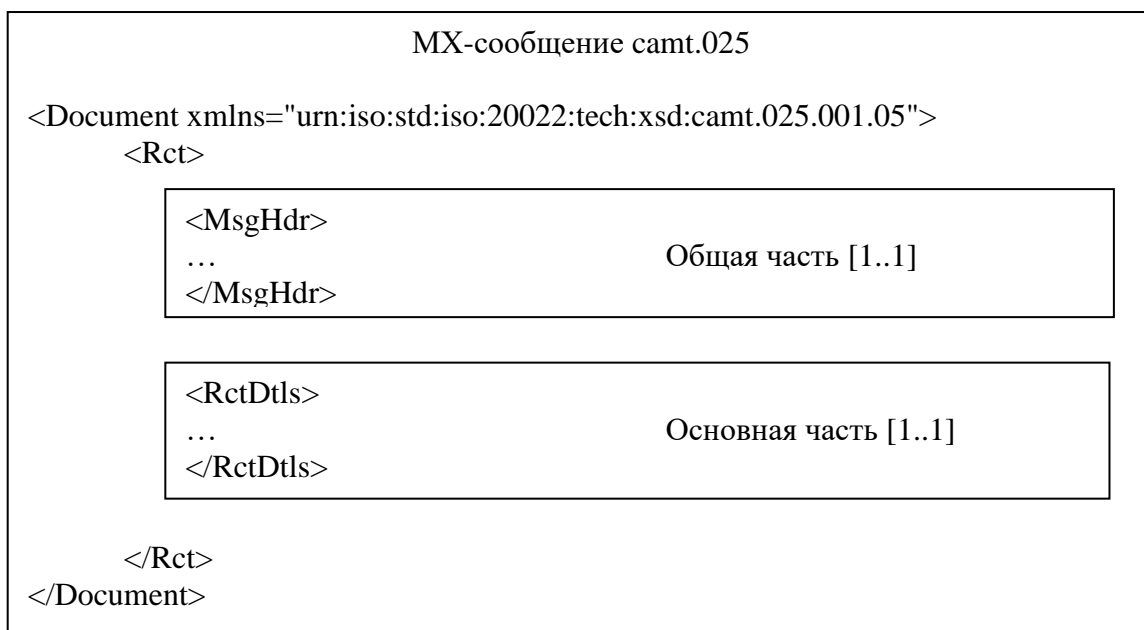 MX-сообщение camt.025
<Document xmlns="urn:iso:std:iso:20022:tech:xsd:camt.025.001.05">
<Rct>
<MsgHdr>
… Общая часть [1..1]
</MsgHdr>
<RctDtls>
… Основная часть [1..1]
</RctDtls>
</Rct>
</Document>